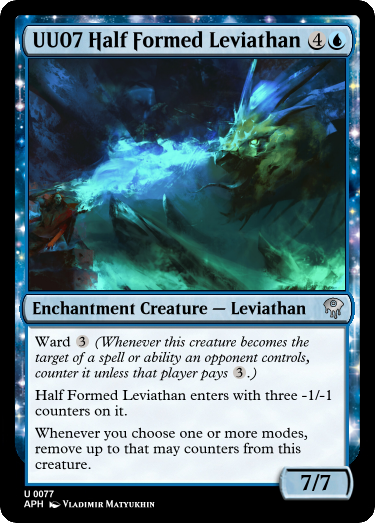 UU07 Half Formed Leviathan 4
Enchantment Creature — Leviathan
Ward 3 (Whenever this creature becomes the
target of a spell or ability an opponent controls,
counter it unless that player pays 3.)
Half Formed Leviathan enters with three -1/-1
counters on it.
Whenever you choose one or more modes,
remove up to that may counters from this
creature.
7/7
U 0077
APH Vladimir Matyukhin